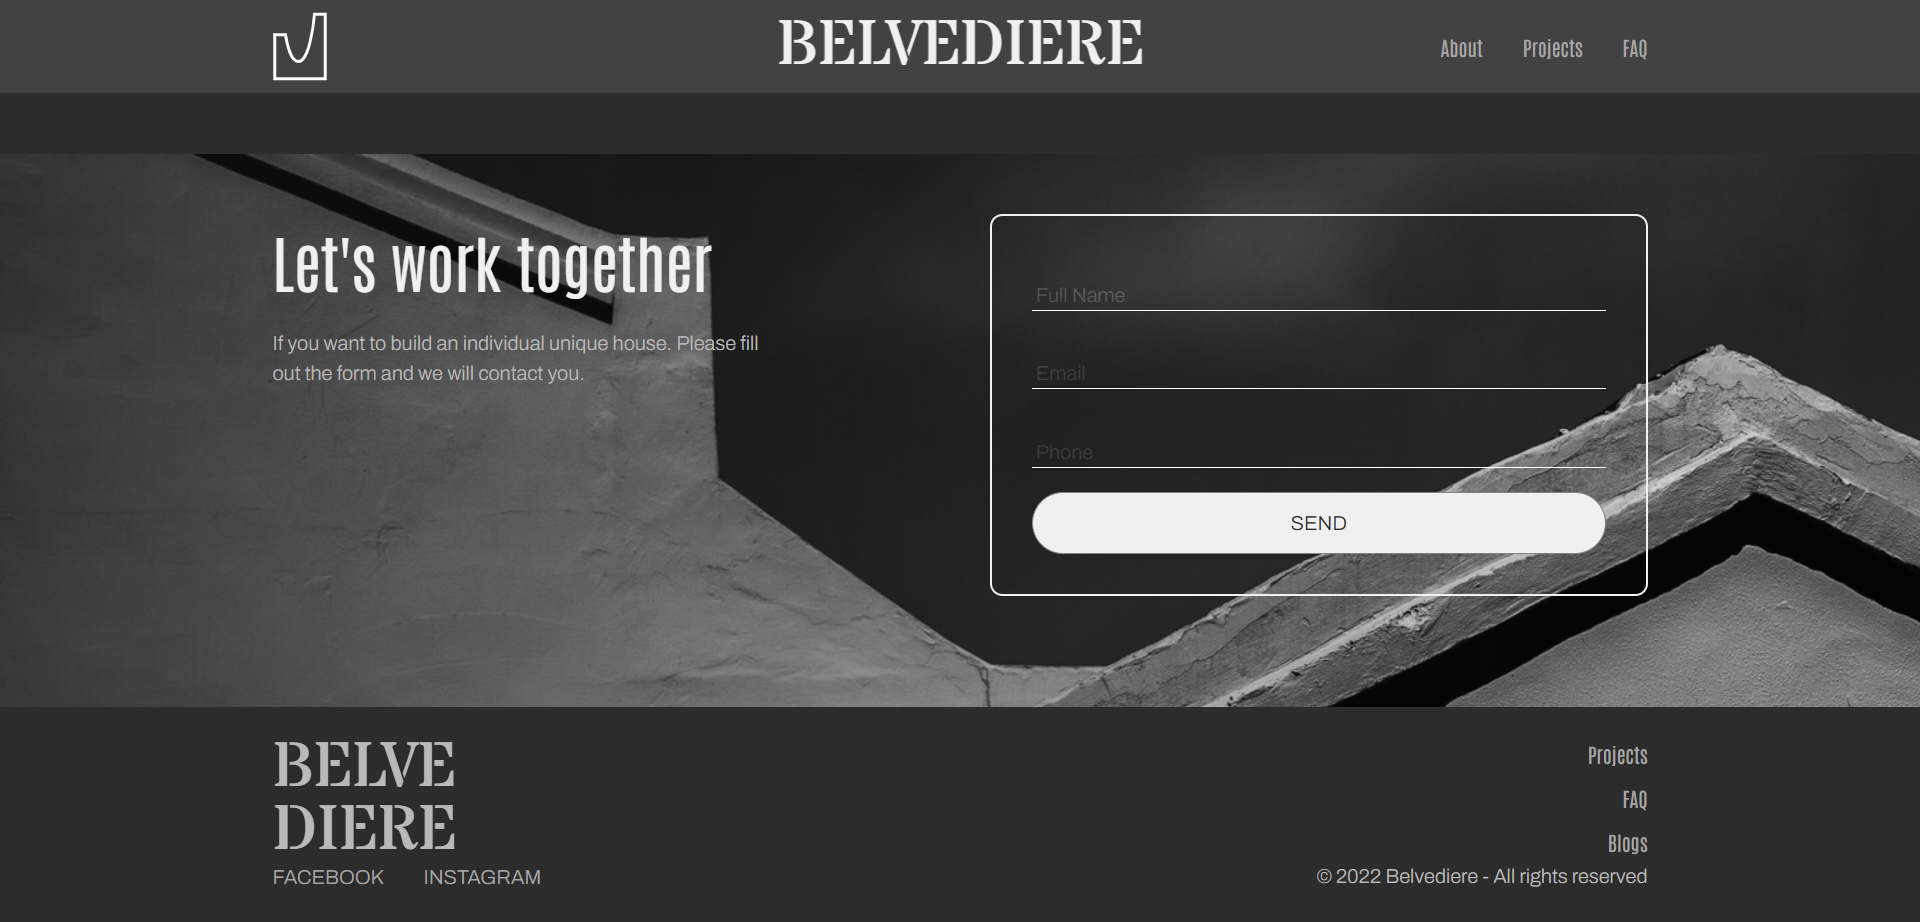 BELVEDIERE
About
Projects
FAQ
Let's work together
If you want to build an individual unique house. Please fill
out the form and we will contact you.
Full Name
Email
Phone
SEND
BELVE
DIERE
FACEBOOK
INSTAGRAM
Projects
FAQ
Blogs
© 2022 Belvediere - All rights reserved